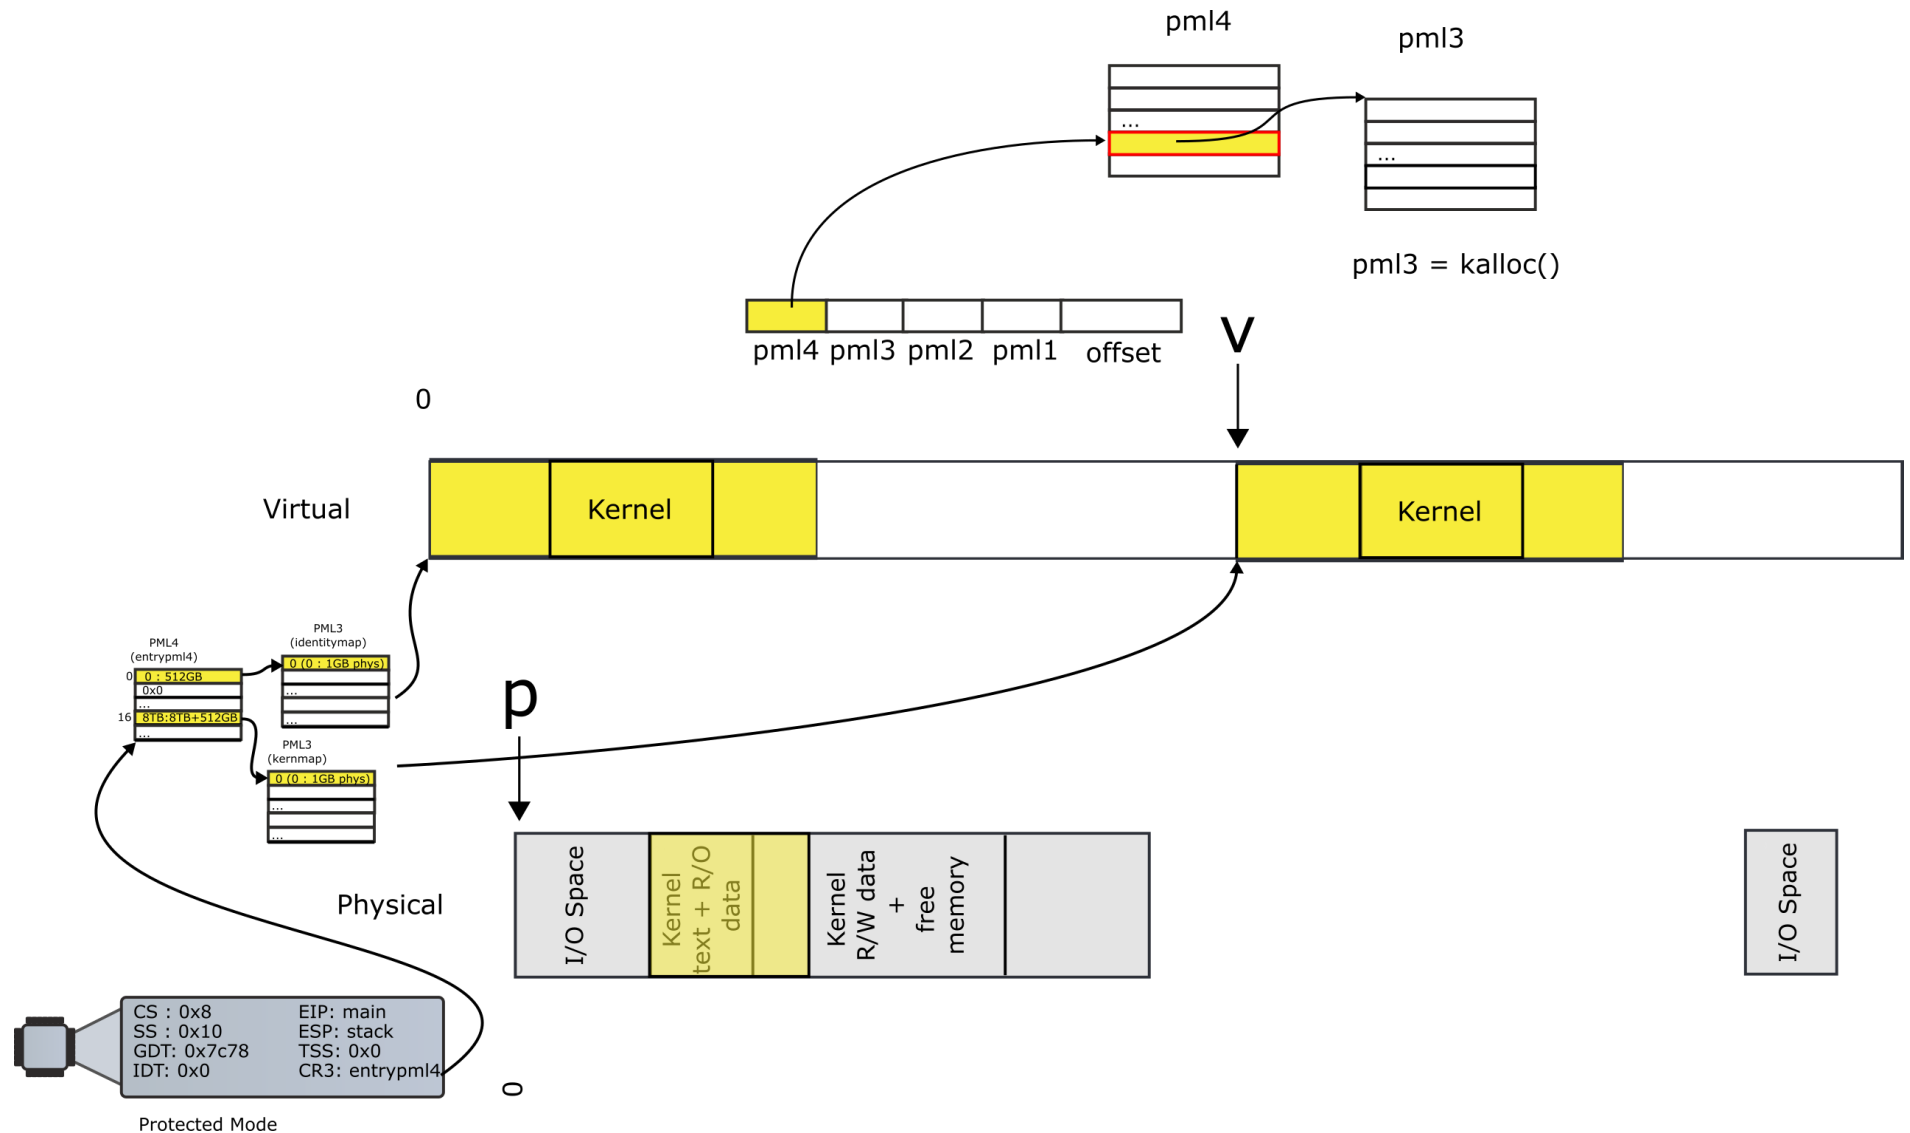 pml4
pml3
...
...
pml3 = kalloc()
pml4 pml3 pml2 pml1 offset
v
0
Virtual
Kernel
Kernel
PML4
(entrypml4)
0
0 : 512GB
0x0
...
16
8TB:8TB+512GB
...
PML3
(identitymap)
0 (0 : 1GB phys)
...
...
PML3
(kernmap)
0 (0 : 1GB phys)
...
...
p
Physical
I/O Space
Kernel
text + R/O
data
Kernel
R/W data
+
free
memory
I/O Space
CS : 0x8
SS : 0x10
GDT: 0x7c78
IDT: 0x0
EIP: main
ESP: stack
TSS: 0x0
CR3: entrypml4
0
Protected Mode